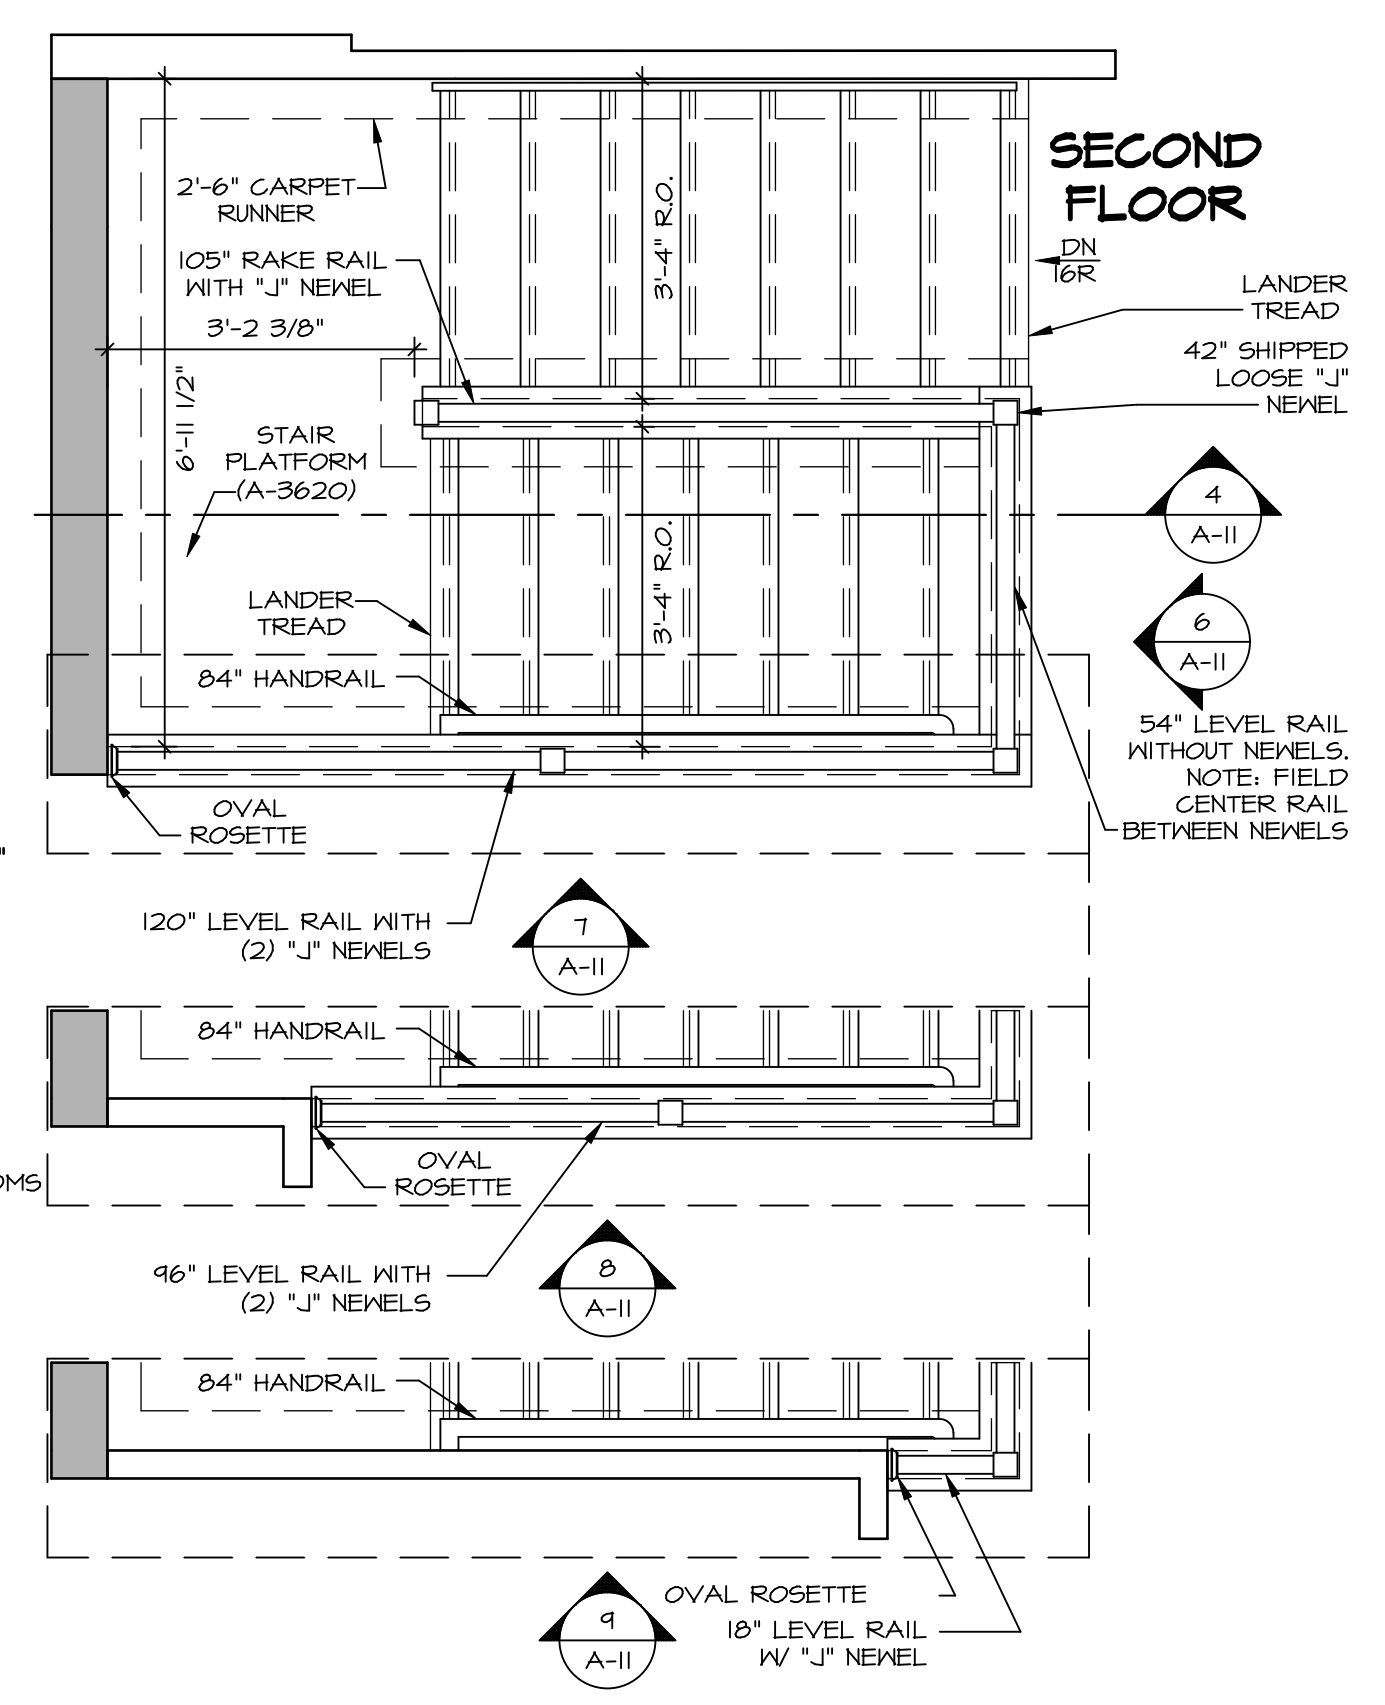 SECOND
FLOOR
2'-6" CARPET
RUNNER
105" RAKE RAIL
WITH "J" NEWEL
3'-2 3/8"
6'-11 1/2"
3'-4" R.O.
DN
16R
LANDER
TREAD
42" SHIPPED
LOOSE "J"
NEWEL
STAIR
PLATFORM
(A-3620)
4
A-11
3'-4" R.O.
6
A-11
LANDER
TREAD
84" HANDRAIL
54" LEVEL RAIL
WITHOUT NEWELS.
NOTE: FIELD
CENTER RAIL
BETWEEN NEWELS
OVAL
ROSETTE
"
120" LEVEL RAIL WITH
(2) "J" NEWELS
7
A-11
84" HANDRAIL
OVAL
ROSETTE
OMS
96" LEVEL RAIL WITH
(2) "J" NEWELS
8
A-11
84" HANDRAIL
OVAL ROSETTE
18" LEVEL RAIL
W/ "J" NEWEL
9
A-11